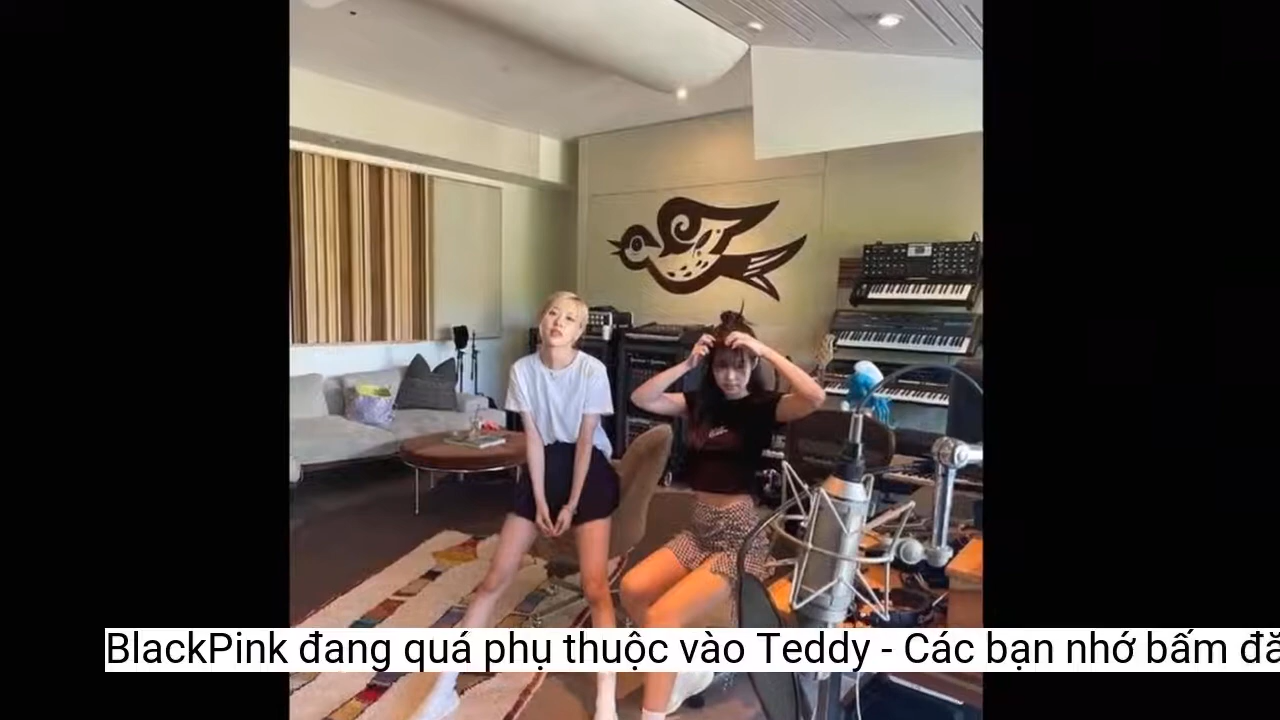 BlackPink đang quá phụ thuộc vào Teddy - Các bạn nhớ bấm đă